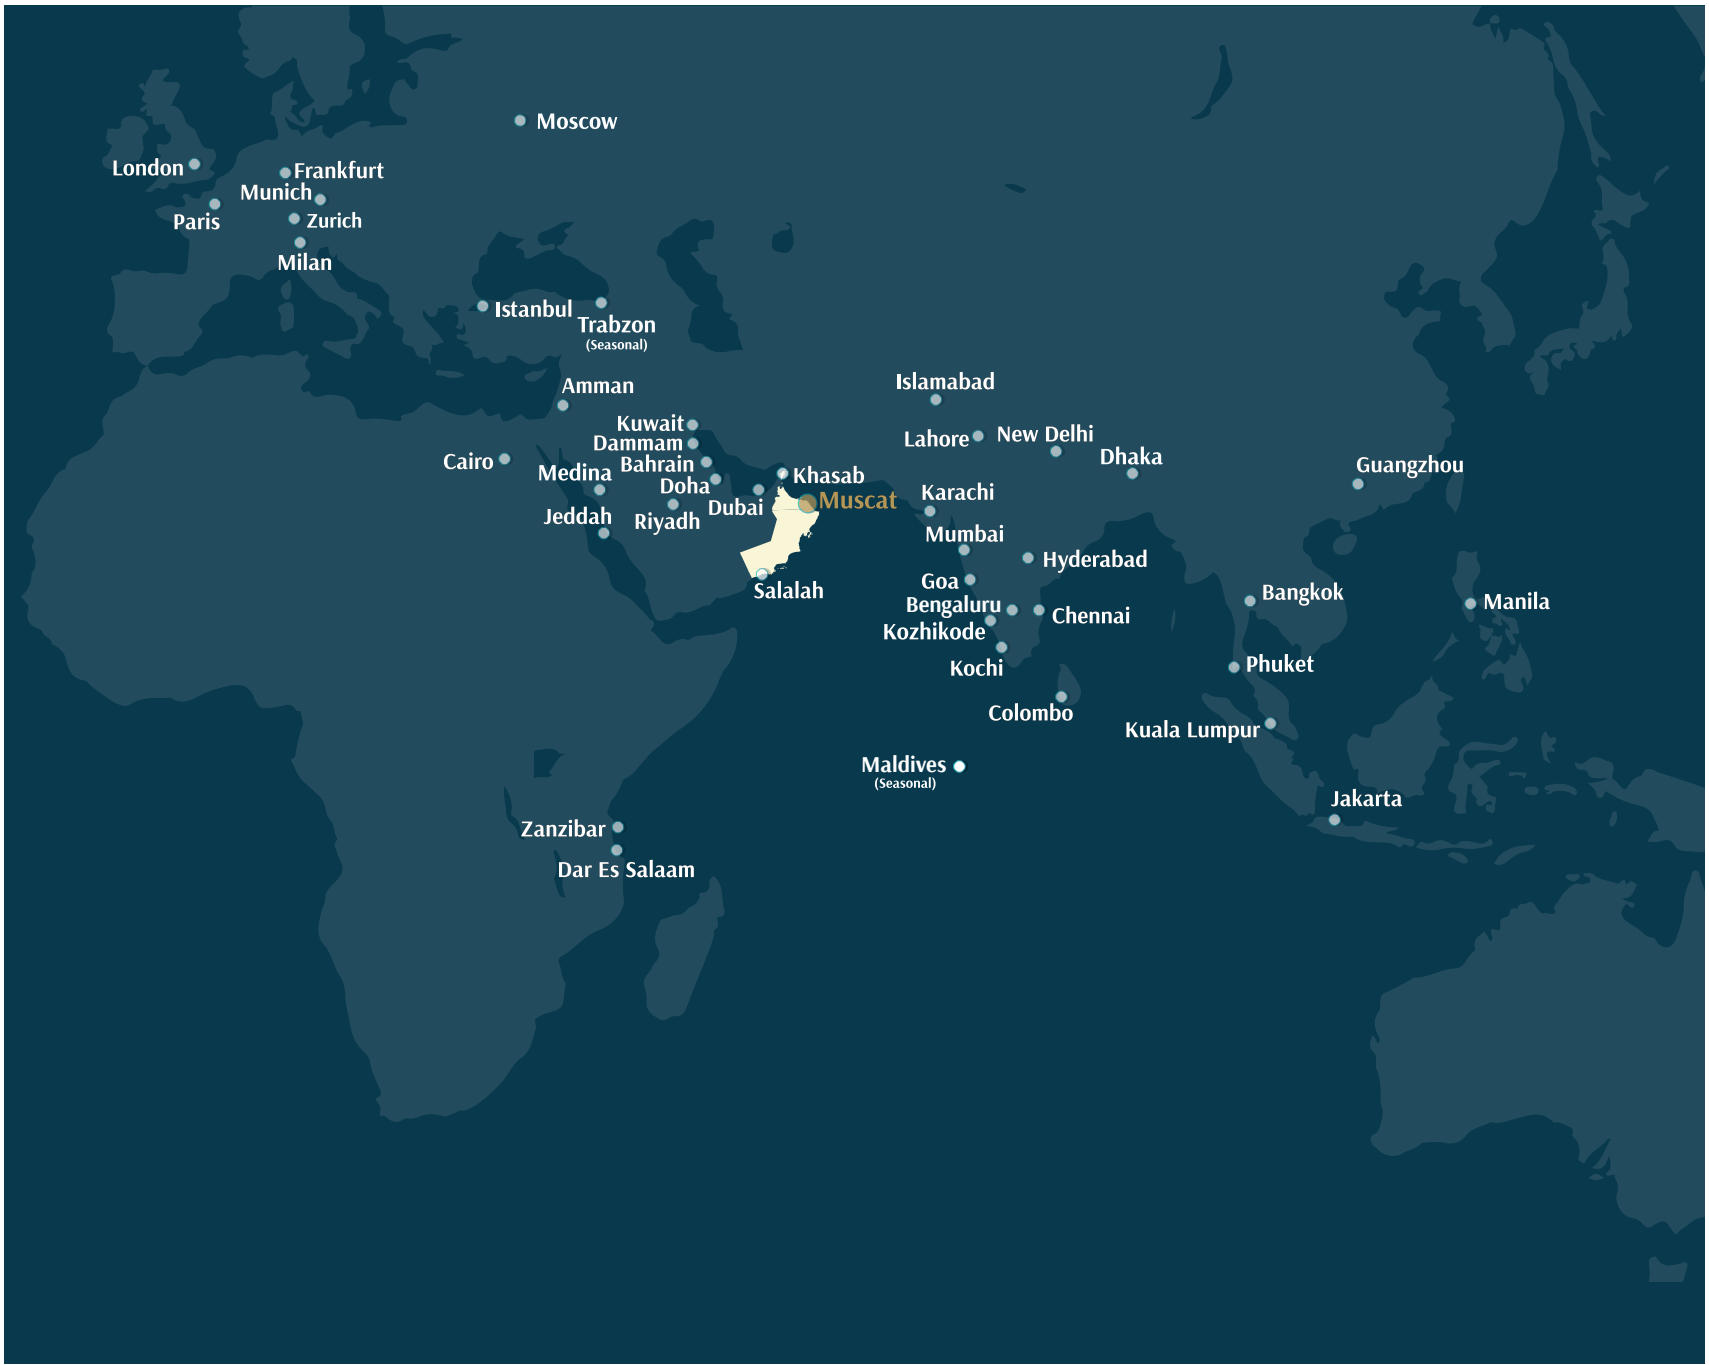 Moscow
London
Frankfurt
Munich
Paris
Zurich
Milan
Istanbul
Trabzon
(Seasonal)
Amman
Islamabad
Kuwait
Lahore
New Delhi
Dammam
Cairo
Bahrain
Dhaka
Guangzhou
Medina
Khasab
Doha
Karachi
Muscat
Dubai
Jeddah
Riyadh
Mumbai
Hyderabad
Goa
Salalah
Bangkok
Manila
Bengaluru
Chennai
Kozhikode
Kochi
Phuket
Colombo
Kuala Lumpur
Maldives
(Seasonal)
Jakarta
Zanzibar
Dar Es Salaam